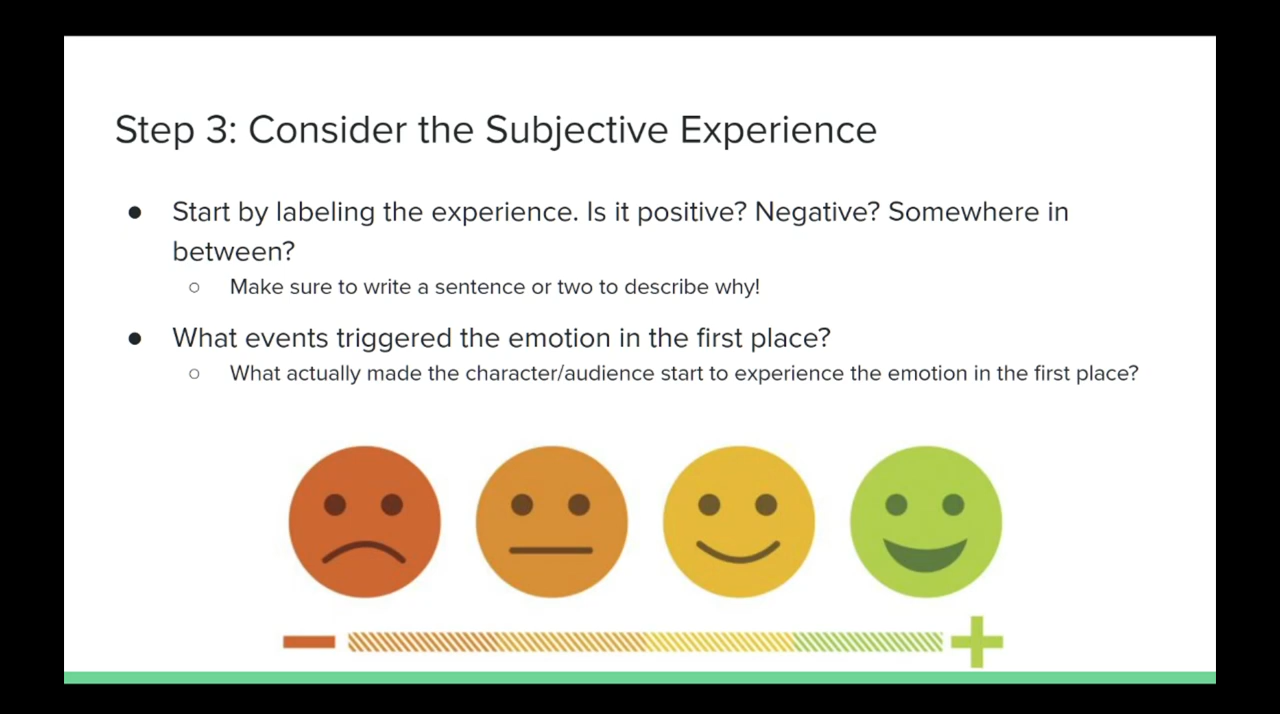 Step 3: Consider the Subjective Experience
● Start by labeling the experience. Is it positive? Negative? Somewhere in
between?
○ Make sure to write a sentence or two to describe why!
● What events triggered the emotion in the first place?
○ What actually made the character/audience start to experience the emotion in the first place?